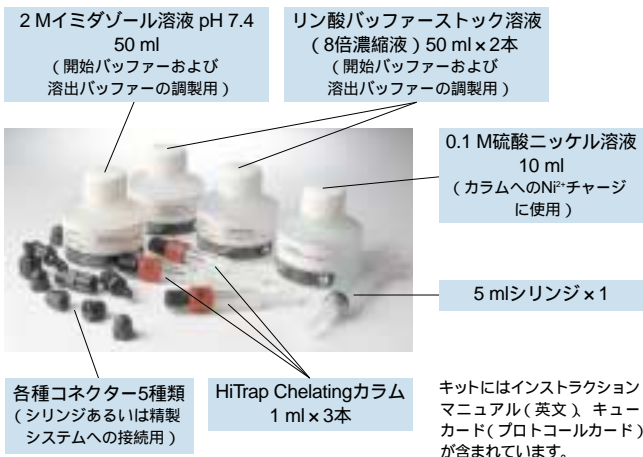 2 Mイミダゾール溶液 pH 7.4
50 ml
（開始バッファーおよび
溶出バッファーの調製用）
リン酸バッファーストック溶液
（8倍濃縮液）50 ml×2本
（開始バッファーおよび
溶出バッファーの調製用）
0.1 M硫酸ニッケル溶液
10 ml
（カラムへのNi²⁺チャージ
に使用）
5 mlシリンジ×1
各種コネクター5種類
（シリンジあるいは精製
システムへの接続用）
HiTrap Chelatingカラム
1 ml×3本
キットにはインストラクション
マニュアル（英文）、キュー
カード（プロトコールカード）
が含まれています。